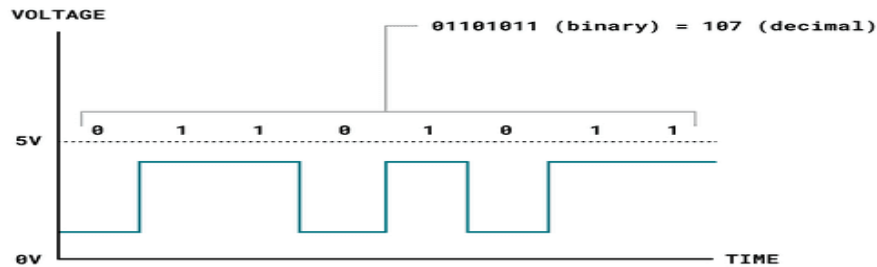 VOLTAGE
01101011 (binary) = 107 (decimal)
0 1 1 0 1 0 1 1
5V
0V
TIME